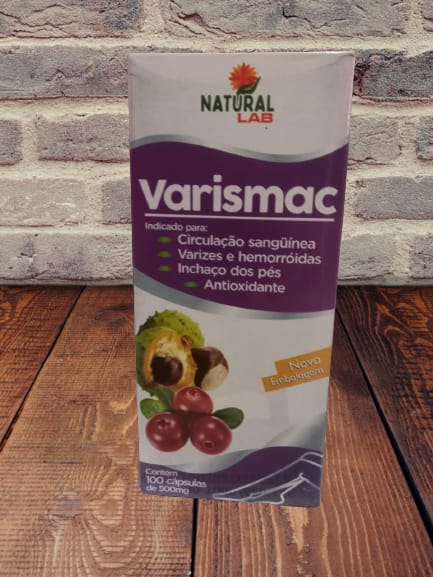 NATURAL
LAB
Varismac
Indicado para:
Circulação sangüínea
Varizes e hemorróidas
Inchaço dos pés
Antioxidante
Nova
Embalagem
Contém
100 cápsulas
de 500mg